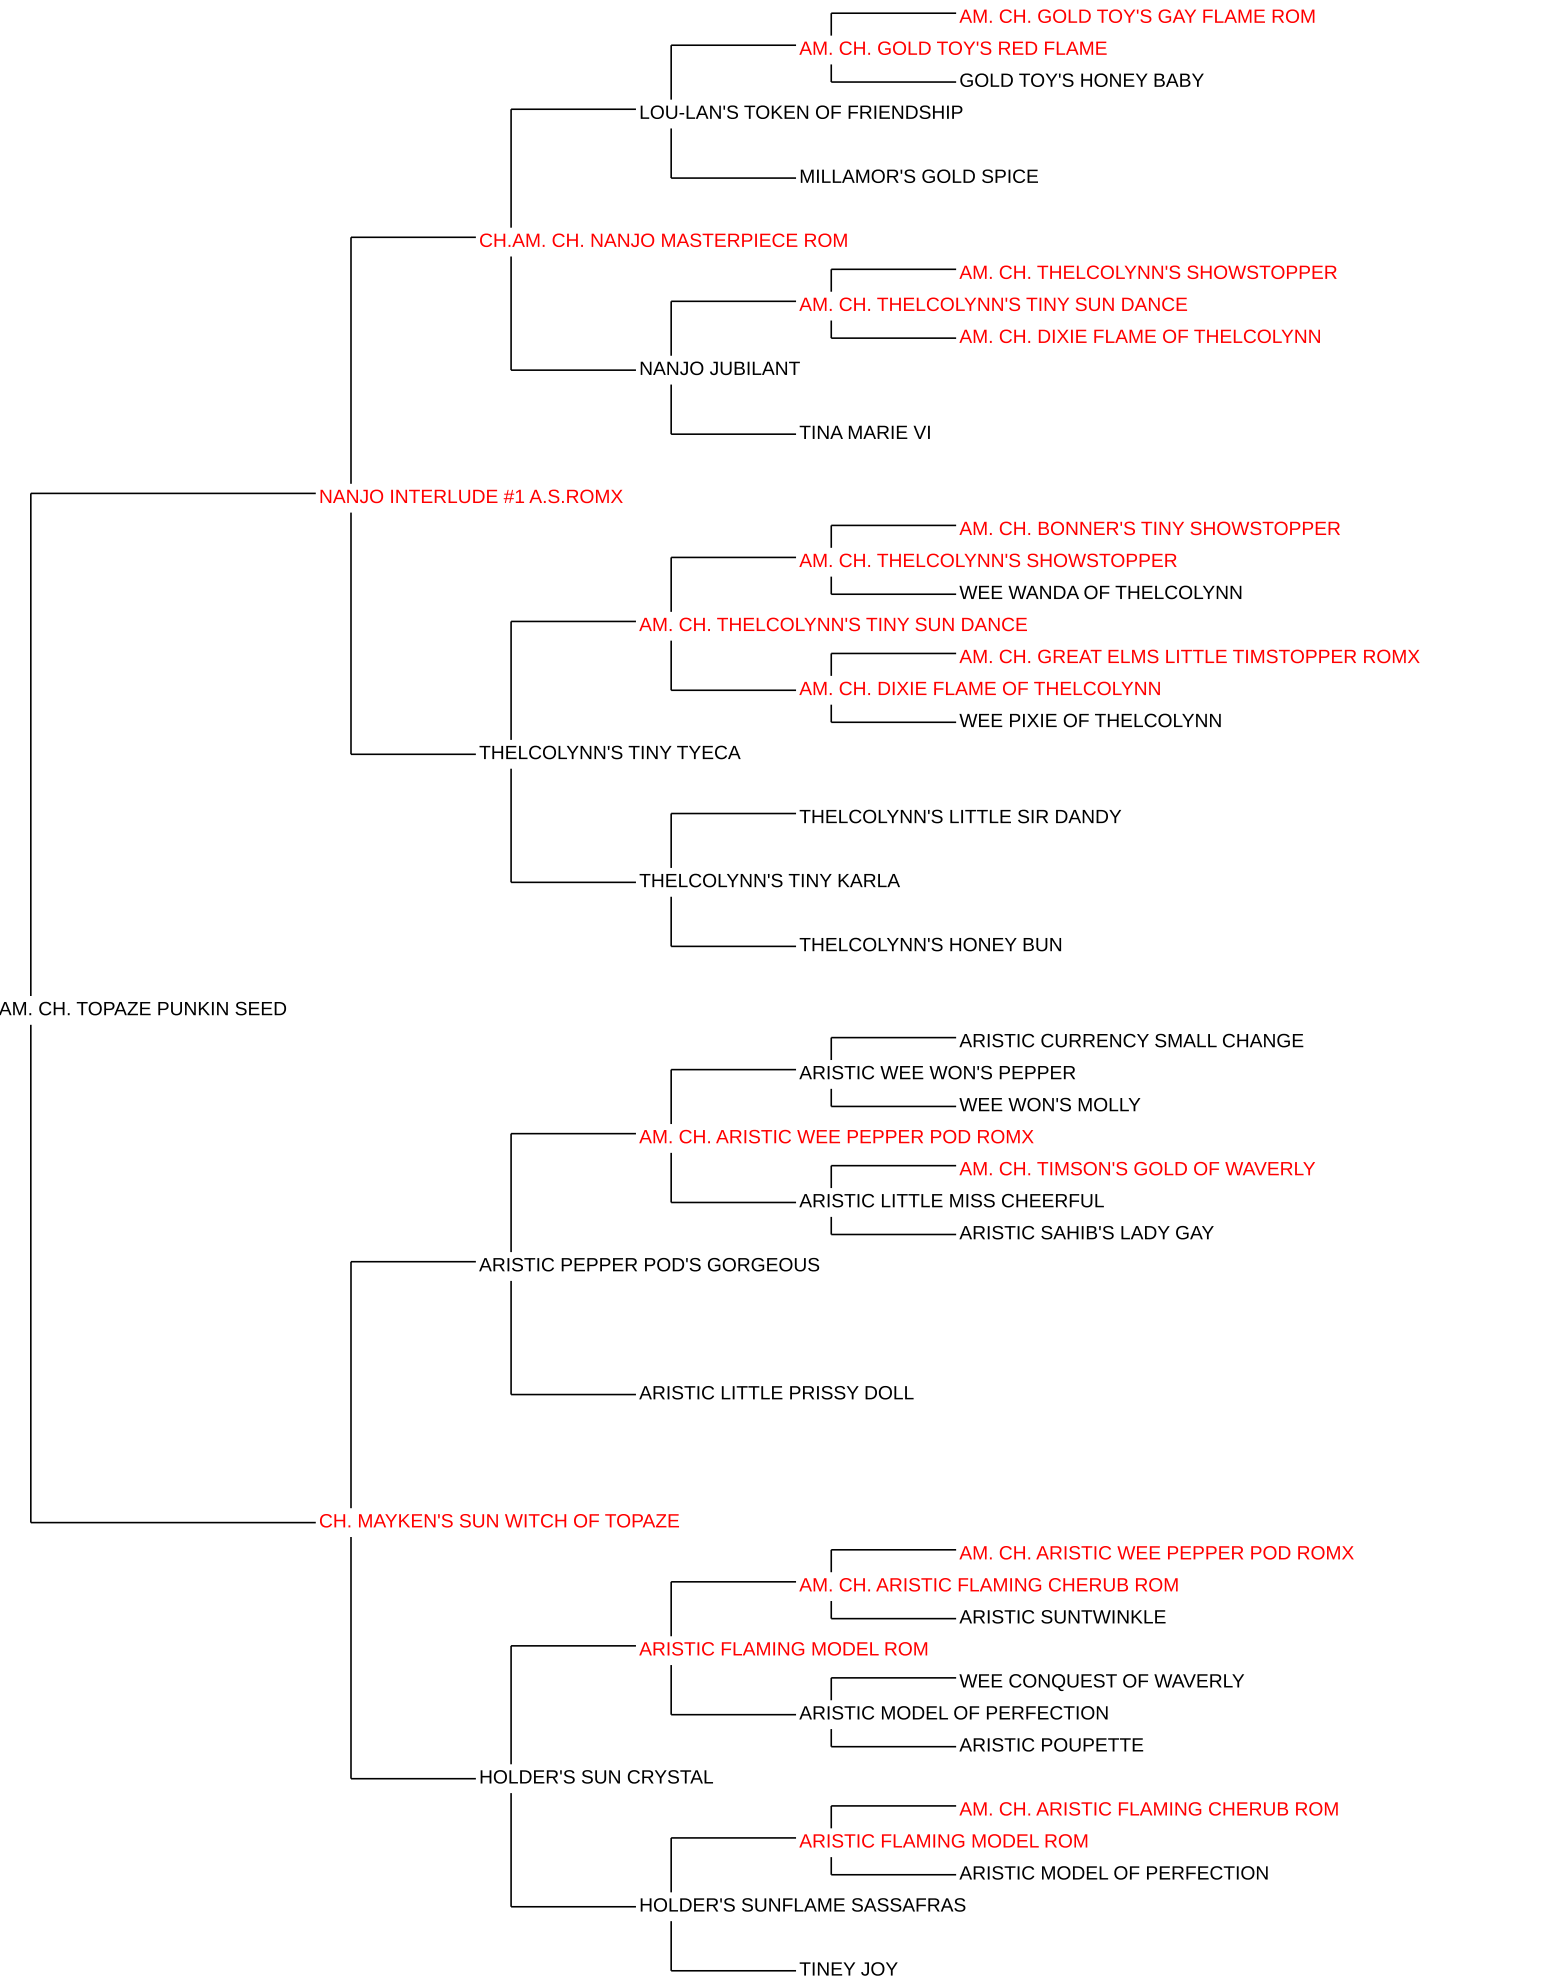 AM. CH. GOLD TOY'S GAY FLAME ROM
AM. CH. GOLD TOY'S RED FLAME
GOLD TOY'S HONEY BABY
LOU-LAN'S TOKEN OF FRIENDSHIP
MILLAMOR'S GOLD SPICE
CH.AM. CH. NANJO MASTERPIECE ROM
AM. CH. THELCOLYNN'S SHOWSTOPPER
AM. CH. THELCOLYNN'S TINY SUN DANCE
AM. CH. DIXIE FLAME OF THELCOLYNN
NANJO JUBILANT
TINA MARIE VI
NANJO INTERLUDE #1 A.S.ROMX
AM. CH. BONNER'S TINY SHOWSTOPPER
AM. CH. THELCOLYNN'S SHOWSTOPPER
WEE WANDA OF THELCOLYNN
AM. CH. THELCOLYNN'S TINY SUN DANCE
AM. CH. GREAT ELMS LITTLE TIMSTOPPER ROMX
AM. CH. DIXIE FLAME OF THELCOLYNN
WEE PIXIE OF THELCOLYNN
THELCOLYNN'S TINY TYECA
THELCOLYNN'S LITTLE SIR DANDY
THELCOLYNN'S TINY KARLA
THELCOLYNN'S HONEY BUN
AM. CH. TOPAZE PUNKIN SEED
ARISTIC CURRENCY SMALL CHANGE
ARISTIC WEE WON'S PEPPER
WEE WON'S MOLLY
AM. CH. ARISTIC WEE PEPPER POD ROMX
AM. CH. TIMSON'S GOLD OF WAVERLY
ARISTIC LITTLE MISS CHEERFUL
ARISTIC SAHIB'S LADY GAY
ARISTIC PEPPER POD'S GORGEOUS
ARISTIC LITTLE PRISSY DOLL
CH. MAYKEN'S SUN WITCH OF TOPAZE
AM. CH. ARISTIC WEE PEPPER POD ROMX
AM. CH. ARISTIC FLAMING CHERUB ROM
ARISTIC SUNTWINKLE
ARISTIC FLAMING MODEL ROM
WEE CONQUEST OF WAVERLY
ARISTIC MODEL OF PERFECTION
ARISTIC POUPETTE
HOLDER'S SUN CRYSTAL
AM. CH. ARISTIC FLAMING CHERUB ROM
ARISTIC FLAMING MODEL ROM
ARISTIC MODEL OF PERFECTION
HOLDER'S SUNFLAME SASSAFRAS
TINEY JOY